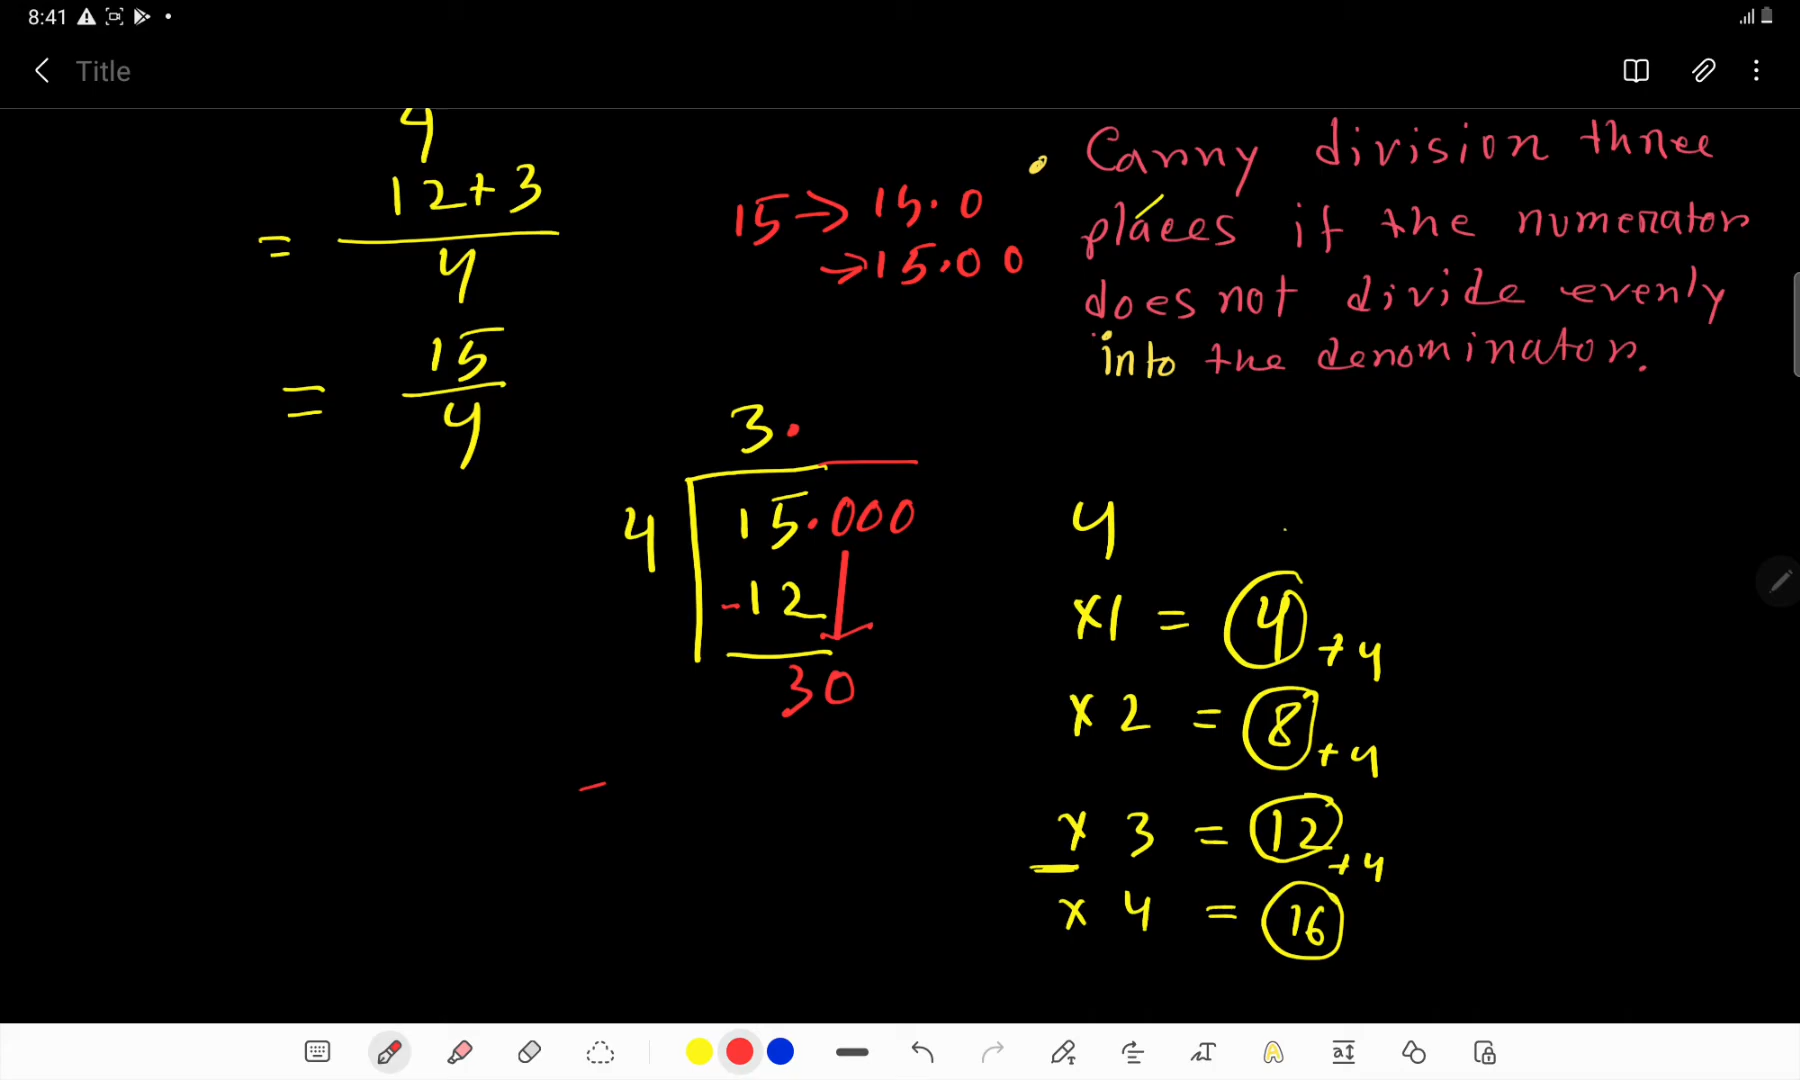 8:41
Title
4
12+3
= 4
= 15
4
15 → 15.0
→ 15.00
• Carry division three
places if the numerator
does not divide evenly
into the denominator.
3.
4 15.000
-12
30
4
x1 = 4 +4
x 2 = 8 +4
x 3 = 12 +4
x 4 = 16